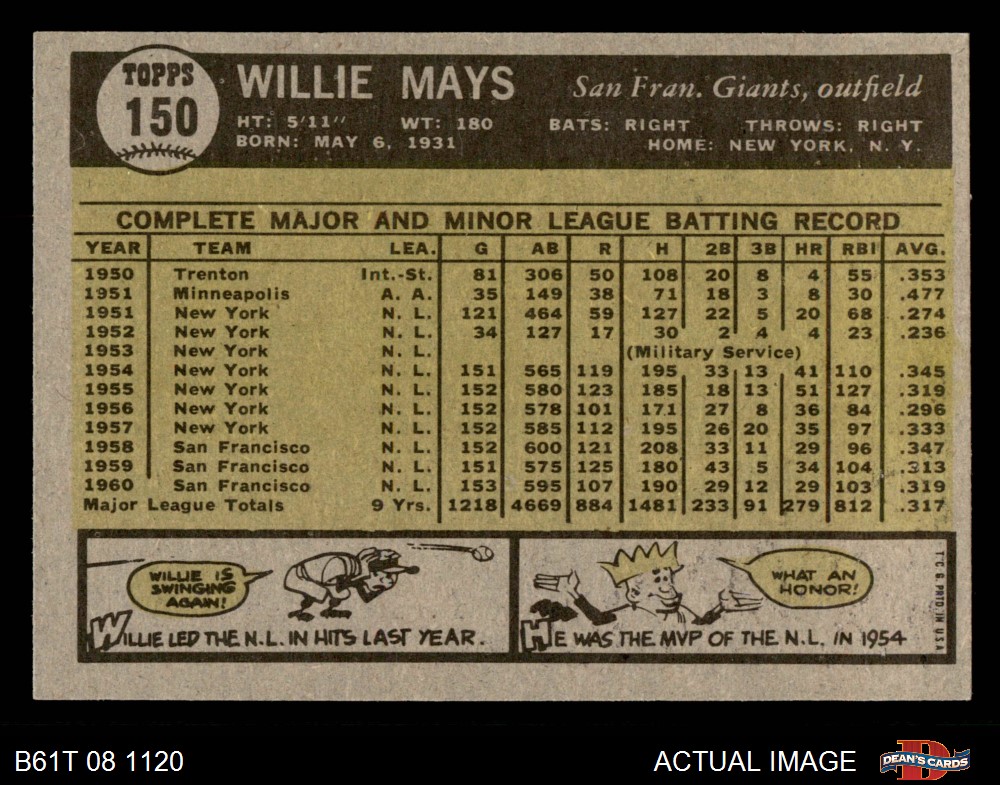 TOPPS
150
WILLIE MAYS
San Fran. Giants, outfield
HT: 5'11" WT: 180 BATS: RIGHT THROWS: RIGHT
BORN: MAY 6, 1931 HOME: NEW YORK, N. Y.
COMPLETE MAJOR AND MINOR LEAGUE BATTING RECORD
YEAR TEAM LEA. G AB R H 2B 3B HR RBI AVG.
1950 Trenton Int.-St. 81 306 50 108 20 8 4 55 .353
1951 Minneapolis A. A. 35 149 38 71 18 3 8 30 .477
1951 New York N. L. 121 464 59 127 22 5 20 68 .274
1952 New York N. L. 34 127 17 30 2 4 4 23 .236
1953 New York N. L. (Military Service)
1954 New York N. L. 151 565 119 195 33 13 41 110 .345
1955 New York N. L. 152 580 123 185 18 13 51 127 .319
1956 New York N. L. 152 578 101 171 27 8 36 84 .296
1957 New York N. L. 152 585 112 195 26 20 35 97 .333
1958 San Francisco N. L. 152 600 121 208 33 11 29 96 .347
1959 San Francisco N. L. 151 575 125 180 43 5 34 104 .313
1960 San Francisco N. L. 153 595 107 190 29 12 29 103 .319
Major League Totals 9 Yrs. 1218 4669 884 1481 233 91 279 812 .317
WILLIE IS
SWINGING
AGAIN!
WILLIE LED THE N.L. IN HITS LAST YEAR.
WHAT AN
HONOR!
HE WAS THE MVP OF THE N.L. IN 1954
T.C.G. PRTD. IN U.S.A.
B61T 08 1120
ACTUAL IMAGE
D
DEAN'S CARDS